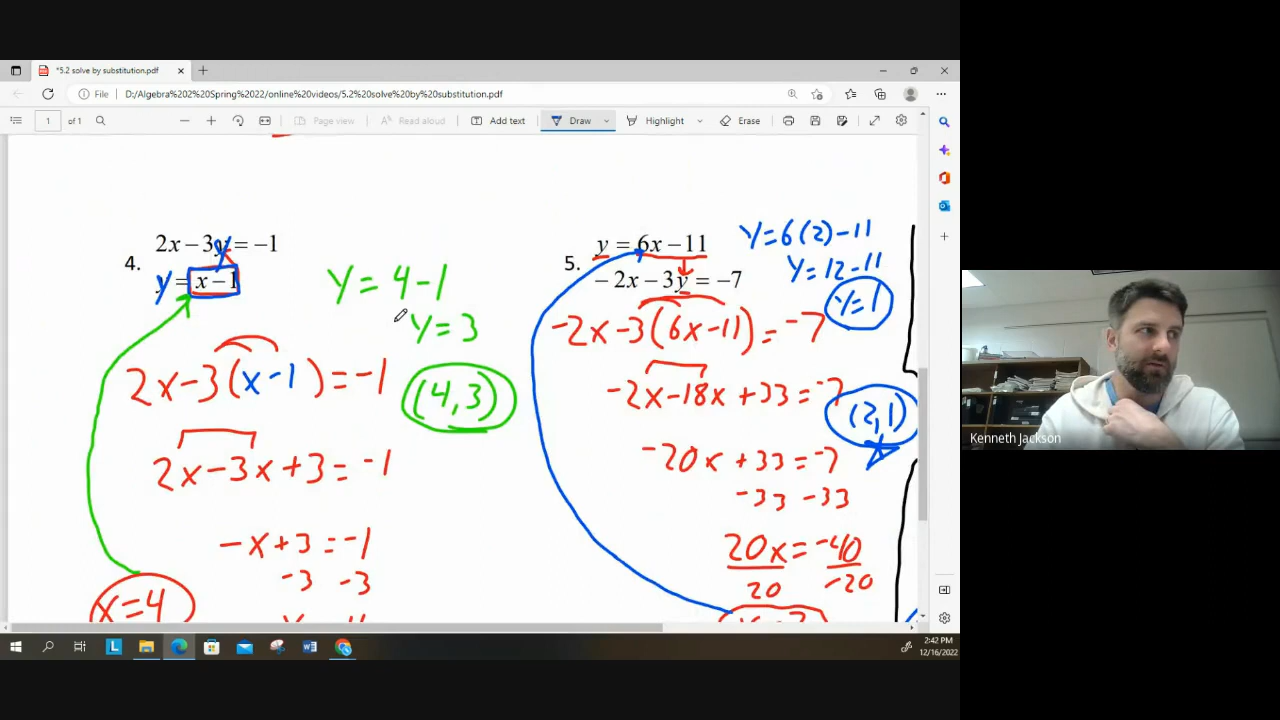 *5.2 solve by substitution.pdf
File D:/Algebra%202%20Spring%2022/online%20videos/5.2%20solve%20by%20substitution.pdf
1 of 1 Page view Read aloud Add text Draw Highlight Erase
4.
2x − 3y = −1
y = x − 1
y = 4 - 1
y = 3
(4, 3)
2x - 3(x - 1) = -1
2x - 3x + 3 = -1
-x + 3 = -1
-3 -3
x = 4
5.
y = 6x − 11
− 2x − 3y = −7
y = 6(2) - 11
y = 12 - 11
y = 1
-2x - 3(6x - 11) = -7
-2x - 18x + 33 = -7
(2, 1)
-20x + 33 = -7
-33 -33
20x = -40
20 -20
Kenneth Jackson
2:42 PM
12/16/2022